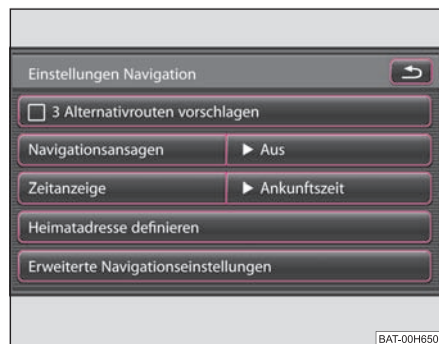 Einstellungen Navigation
3 Alternativrouten vorschlagen
Navigationsansagen ▶ Aus
Zeitanzeige ▶ Ankunftszeit
Heimatadresse definieren
Erweiterte Navigationseinstellungen
BAT-00H650